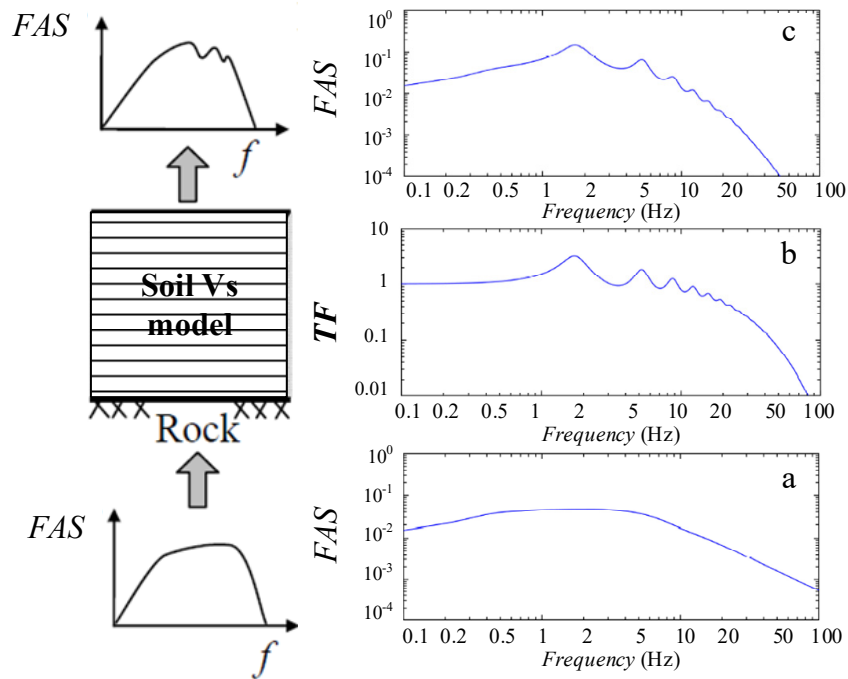 FAS
f
Soil Vs
model
Rock
FAS
f
c
FAS
10^0
10^-1
10^-2
10^-3
10^-4
0.1 0.2 0.5 1 2 5 10 20 50 100
Frequency (Hz)
b
TF
10
1
0.1
0.01
0.1 0.2 0.5 1 2 5 10 20 50 100
Frequency (Hz)
a
FAS
10^0
10^-1
10^-2
10^-3
10^-4
0.1 0.2 0.5 1 2 5 10 20 50 100
Frequency (Hz)